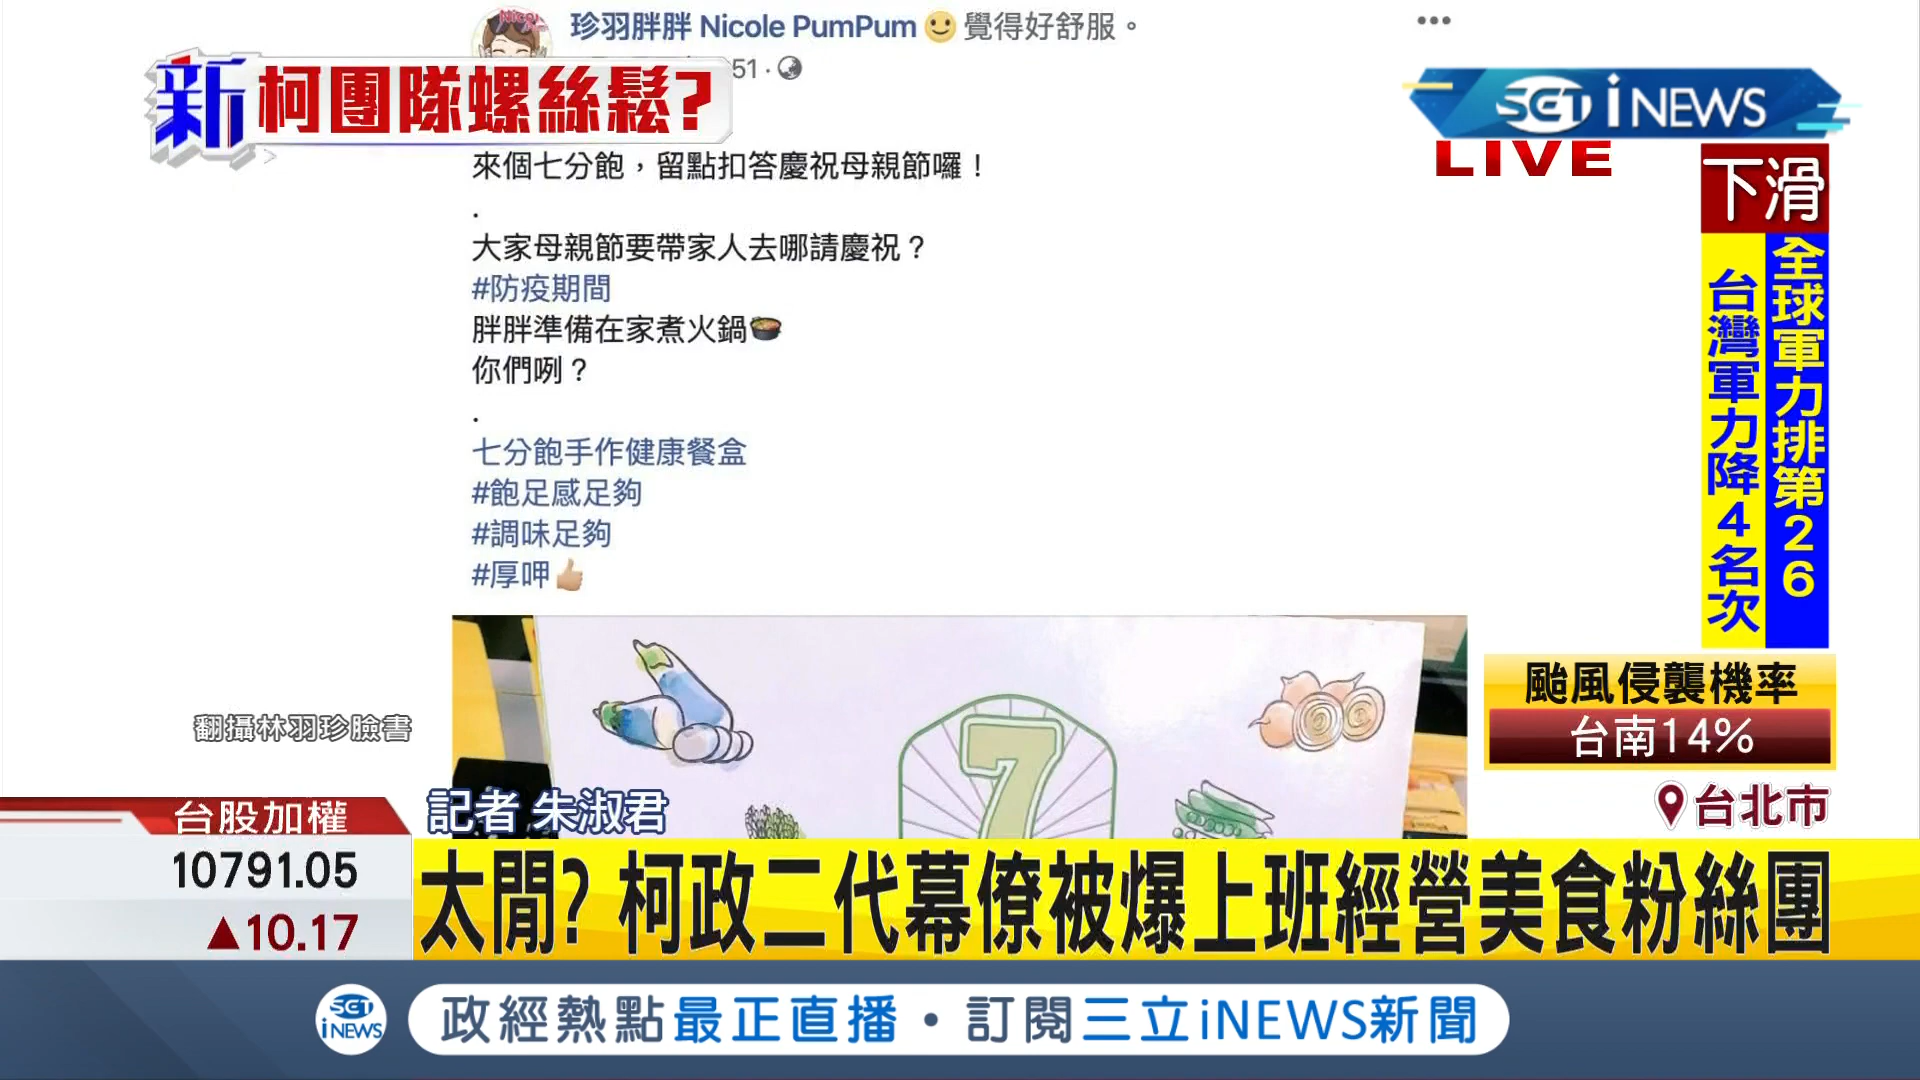 珍羽胖胖 Nicole PumPum 覺得好舒服。
51
新 柯團隊螺絲鬆?
SET iNEWS
LIVE
來個七分飽，留點扣答慶祝母親節囉！
.
大家母親節要帶家人去哪請慶祝？
#防疫期間
胖胖準備在家煮火鍋
你們咧？
.
七分飽手作健康餐盒
#飽足感足夠
#調味足夠
#厚呷
7
下滑
全球軍力排第26
台灣軍力降4名次
颱風侵襲機率
台南14%
台北市
翻攝林羽珍臉書
記者 朱淑君
台股加權
10791.05
▲10.17
太閒? 柯政二代幕僚被爆上班經營美食粉絲團
SET iNEWS
政經熱點最正直播・訂閱三立iNEWS新聞